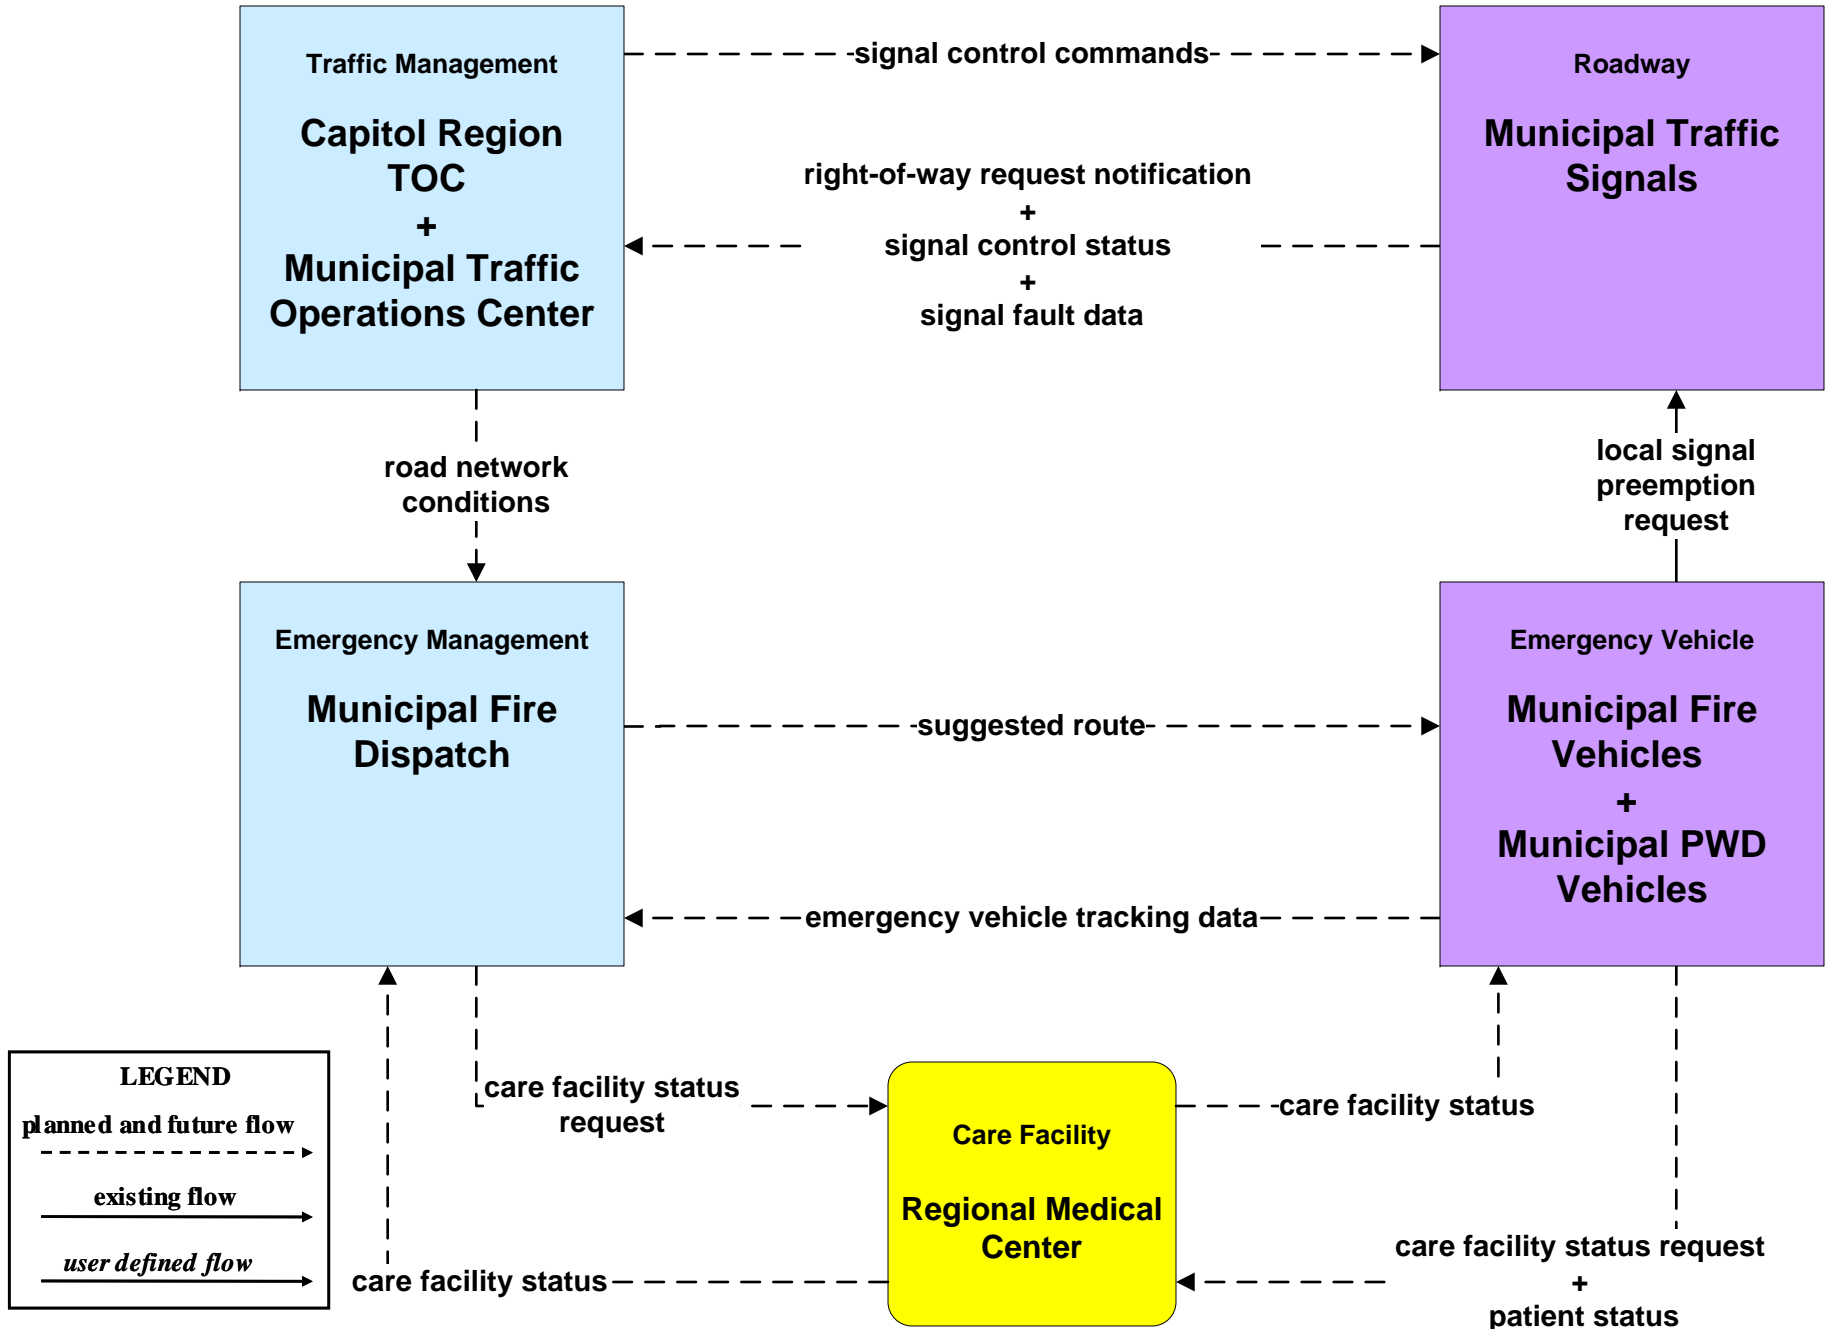 Traffic Management
Capitol Region
TOC
+
Municipal Traffic
Operations Center
signal control commands
Roadway
Municipal Traffic
Signals
right-of-way request notification
+
signal control status
+
signal fault data
road network
conditions
local signal
preemption
request
Emergency Management
Municipal Fire
Dispatch
suggested route
Emergency Vehicle
Municipal Fire
Vehicles
+
Municipal PWD
Vehicles
emergency vehicle tracking data
LEGEND
planned and future flow
existing flow
user defined flow
care facility status
request
Care Facility
Regional Medical
Center
care facility status
care facility status
care facility status request
+
patient status